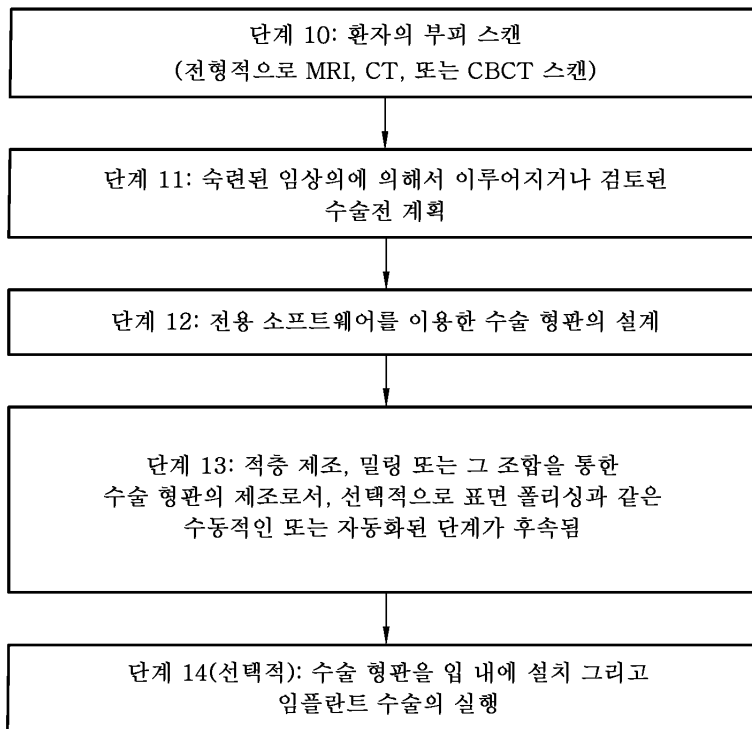 단계 10: 환자의 부피 스캔
(전형적으로 MRI, CT, 또는 CBCT 스캔)
단계 11: 숙련된 임상의에 의해서 이루어지거나 검토된
수술전 계획
단계 12: 전용 소프트웨어를 이용한 수술 형판의 설계
단계 13: 적층 제조, 밀링 또는 그 조합을 통한
수술 형판의 제조로서, 선택적으로 표면 폴리싱과 같은
수동적인 또는 자동화된 단계가 후속됨
단계 14(선택적): 수술 형판을 입 내에 설치 그리고
임플란트 수술의 실행